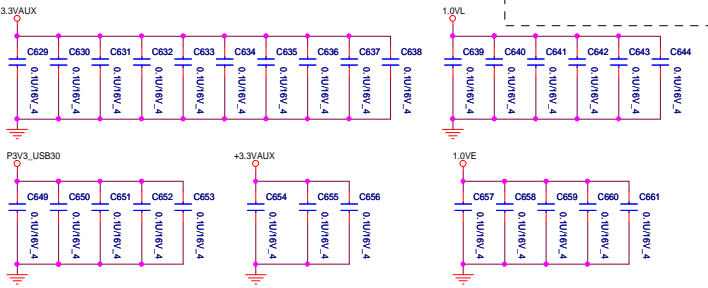 3.3VAUX
1.0VL
C629 C630 C631 C632 C633 C634 C635 C636 C637 C638
C639 C640 C641 C642 C643 C644
0.1U/16V_4 0.1U/16V_4 0.1U/16V_4 0.1U/16V_4 0.1U/16V_4 0.1U/16V_4 0.1U/16V_4 0.1U/16V_4 0.1U/16V_4 0.1U/16V_4
0.1U/16V_4 0.1U/16V_4 0.1U/16V_4 0.1U/16V_4 0.1U/16V_4 0.1U/16V_4
P3V3_USB30
+3.3VAUX
1.0VE
C649 C650 C651 C652 C653
C654 C655 C656
C657 C658 C659 C660 C661
0.1U/16V_4 0.1U/16V_4 0.1U/16V_4 0.1U/16V_4 0.1U/16V_4
0.1U/16V_4 0.1U/16V_4 0.1U/16V_4
0.1U/16V_4 0.1U/16V_4 0.1U/16V_4 0.1U/16V_4 0.1U/16V_4